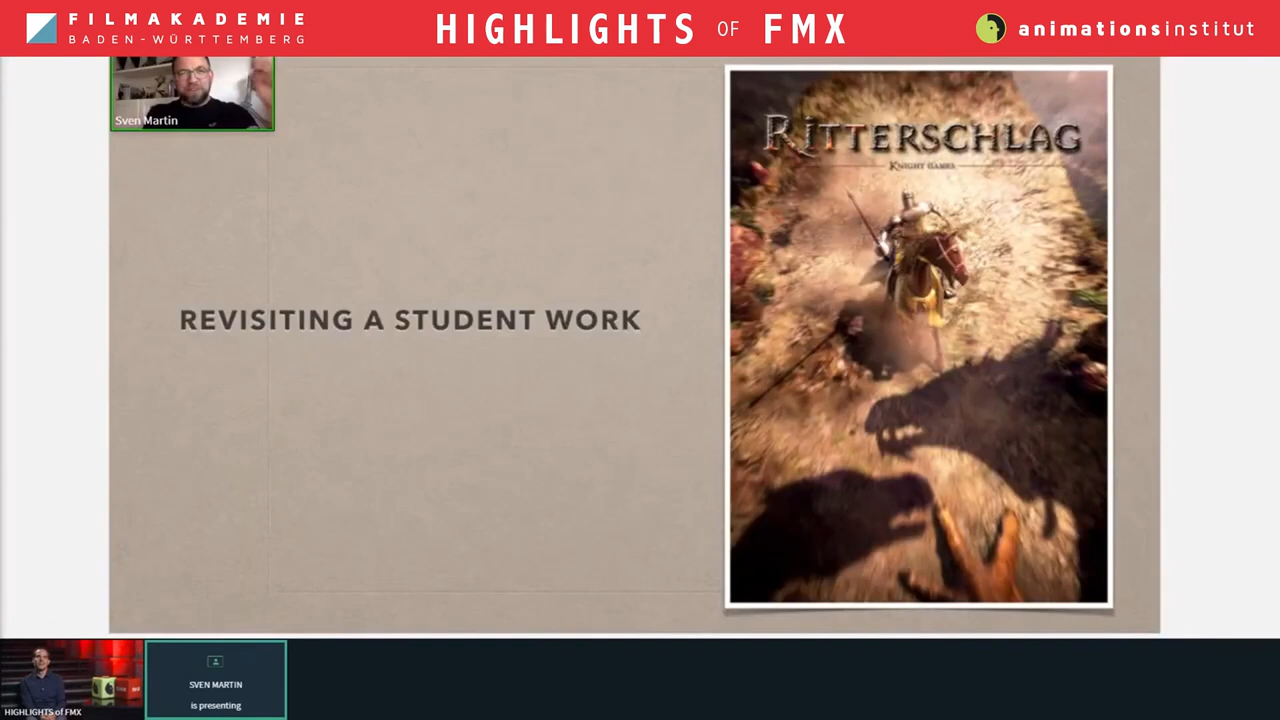 FILMAKADEMIE
BADEN-WÜRTTEMBERG
HIGHLIGHTS OF FMX
animationsinstitut
Sven Martin
RITTERSCHLAG
KNIGHT GAMES
REVISITING A STUDENT WORK
HIGHLIGHTS of FMX
SVEN MARTIN
is presenting